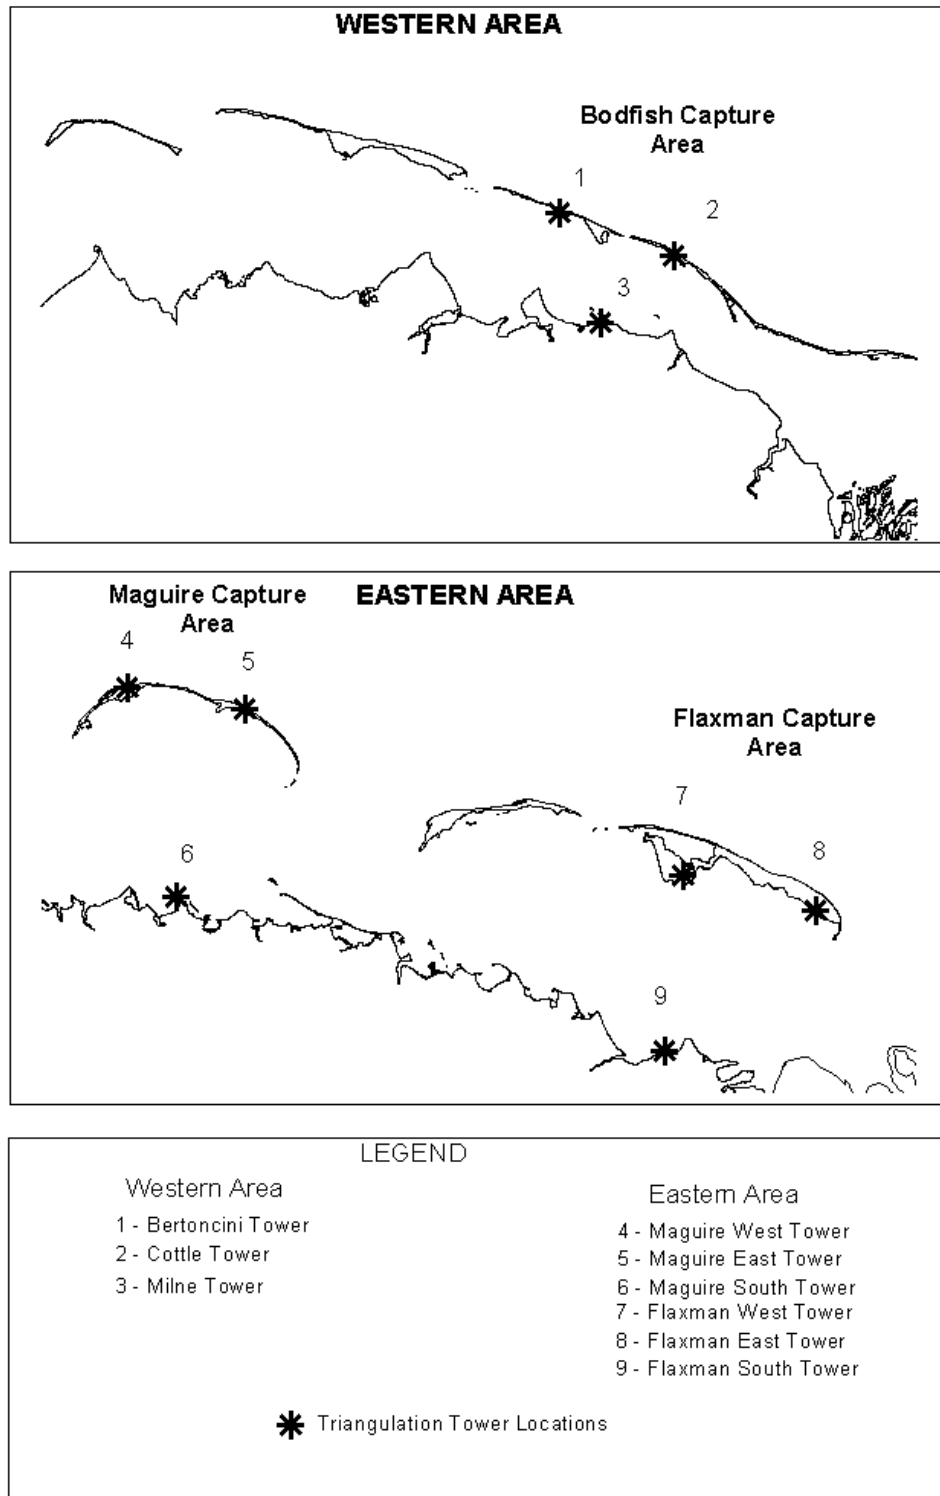 WESTERN AREA
Bodfish Capture
Area
1
2
3
Maguire Capture
Area
EASTERN AREA
4
5
Flaxman Capture
Area
7
6
8
9
LEGEND
Western Area
1 - Bertoncini Tower
2 - Cottle Tower
3 - Milne Tower
Eastern Area
4 - Maguire West Tower
5 - Maguire East Tower
6 - Maguire South Tower
7 - Flaxman West Tower
8 - Flaxman East Tower
9 - Flaxman South Tower
Triangulation Tower Locations